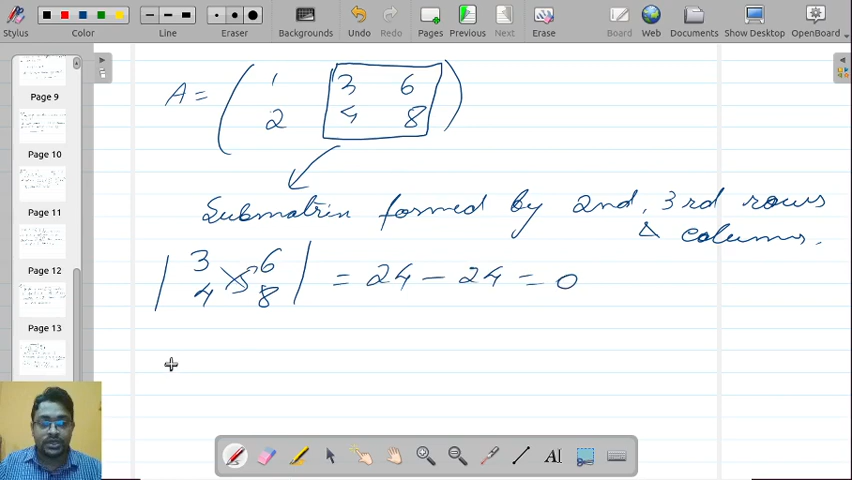 Stylus
Color
Line
Eraser
Backgrounds
Undo
Redo
Pages
Previous
Next
Erase
Board
Web
Documents
Show Desktop
OpenBoard
Page 9
Page 10
Page 11
Page 12
Page 13
A = ( 1 3 6
2 4 8 )
Submatrix formed by 2nd, 3rd rows
& colums.
| 3 6
4 8 | = 24 - 24 = 0